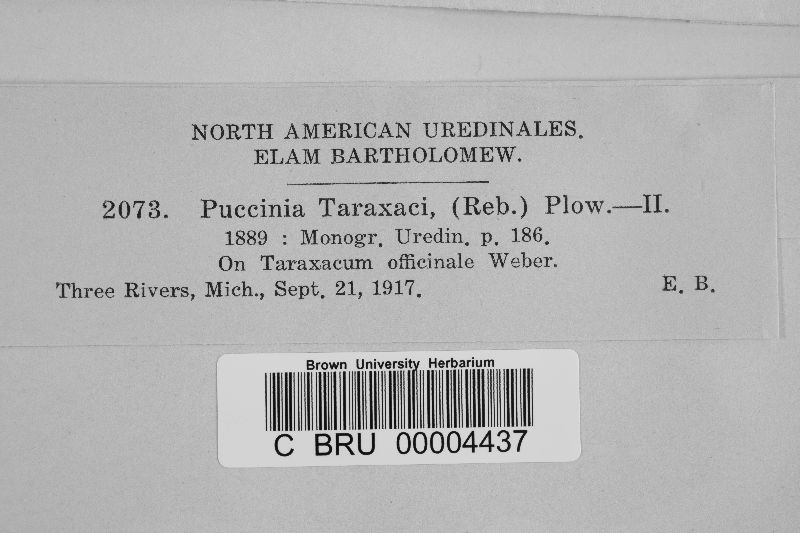 NORTH AMERICAN UREDINALES.
ELAM BARTHOLOMEW.
2073. Puccinia Taraxaci, (Reb.) Plow.—II.
1889 : Monogr. Uredin. p. 186.
On Taraxacum officinale Weber.
Three Rivers, Mich., Sept. 21, 1917. E. B.
Brown University Herbarium
C BRU 00004437